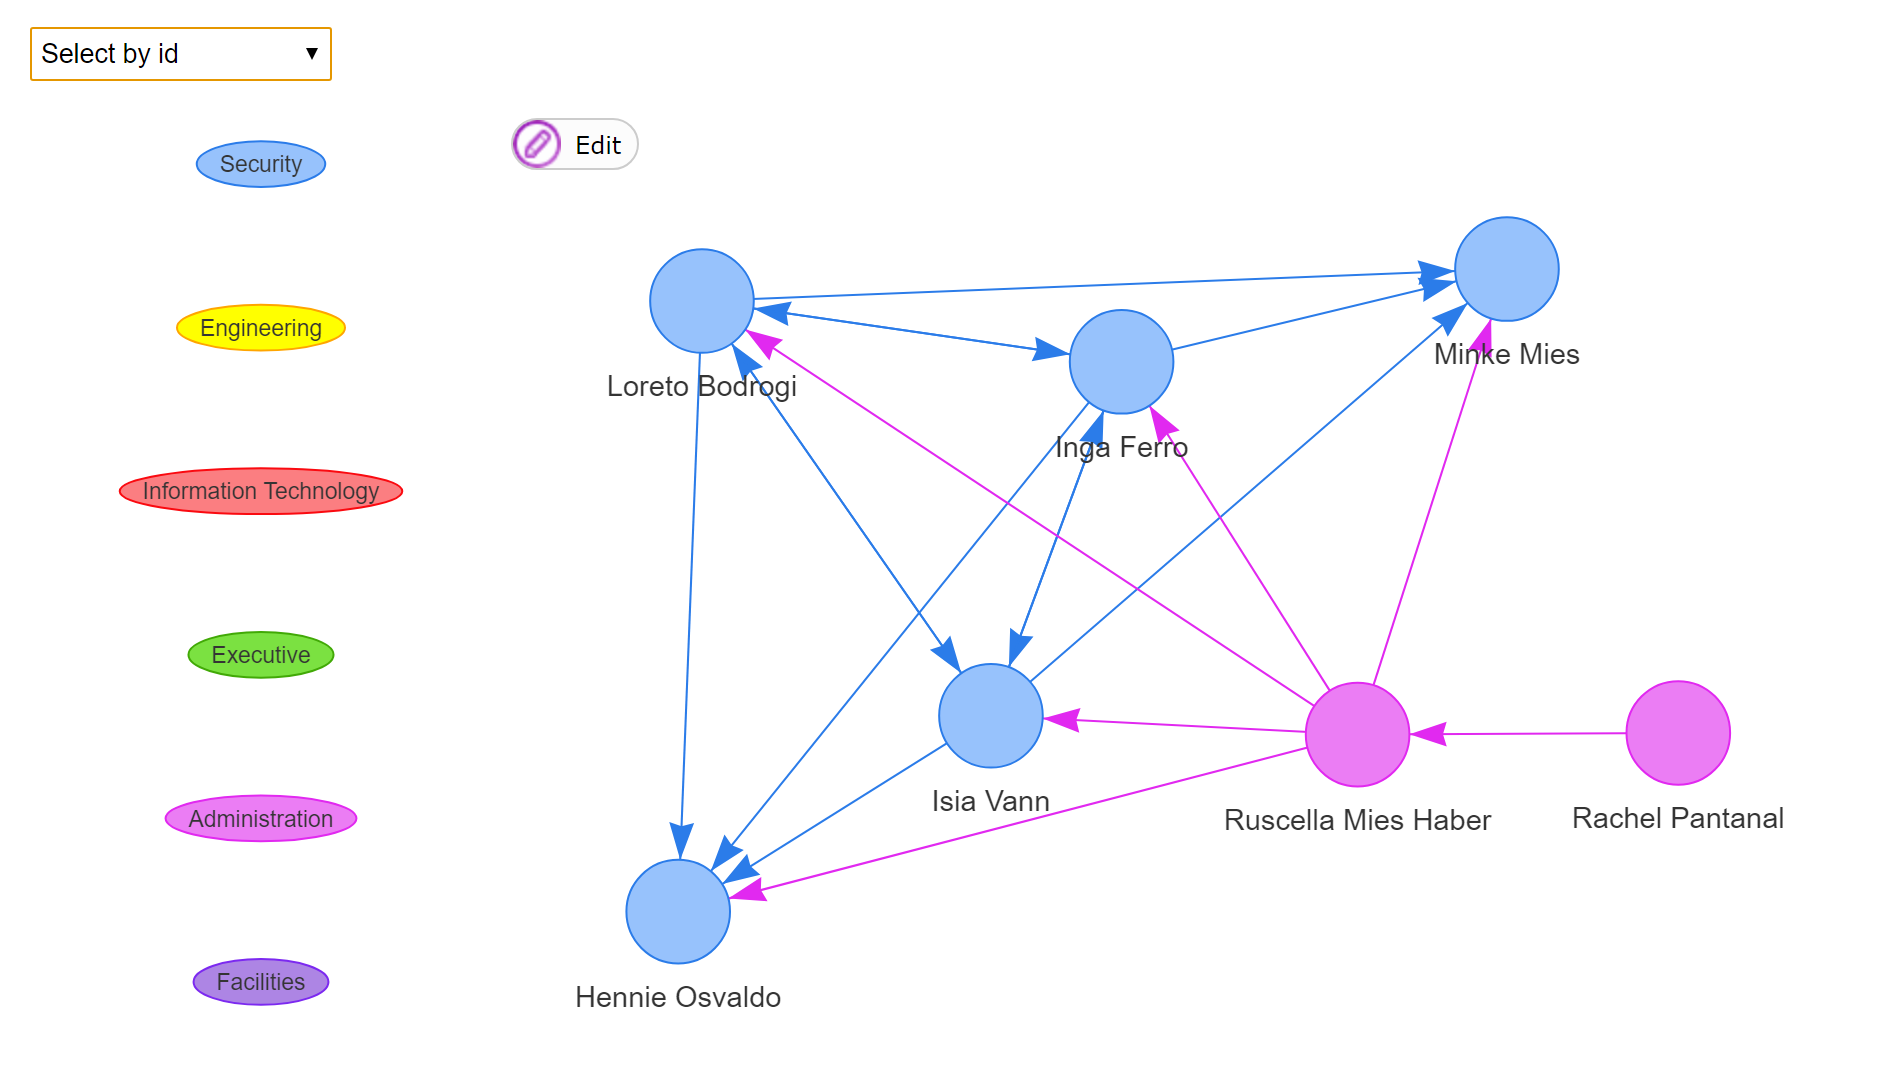 Select by id
Edit
Security
Engineering
Information Technology
Executive
Administration
Facilities
Minke Mies
Loreto Bodrogi
Inga Ferro
Isia Vann
Ruscella Mies Haber
Rachel Pantanal
Hennie Osvaldo